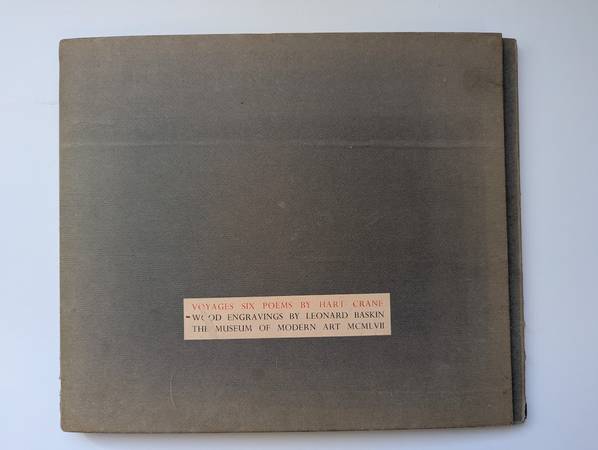 VOYAGES SIX POEMS BY HART CRANE
WOOD ENGRAVINGS BY LEONARD BASKIN
THE MUSEUM OF MODERN ART MCMLVII